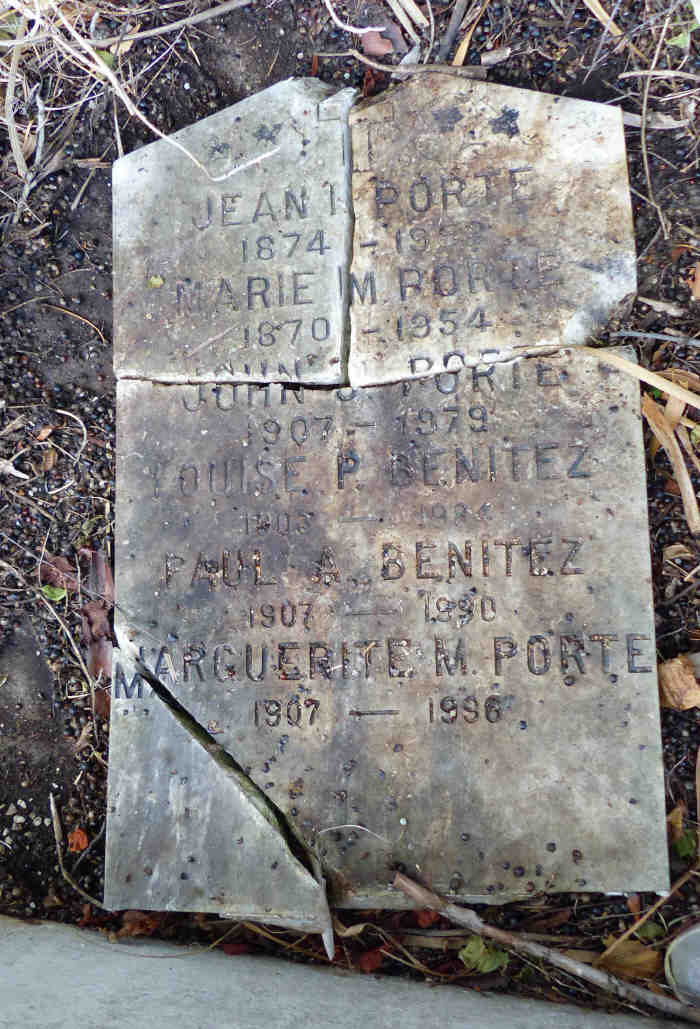 JEAN PORTE
1874 –
MARIE M. PORTE
1870 – 1954
JOHN J. PORTE
1907 – 1979
LOUISE P. BENITEZ
—
PAUL A. BENITEZ
1907 — 1990
MARGUERITE M. PORTE
1907 — 1996